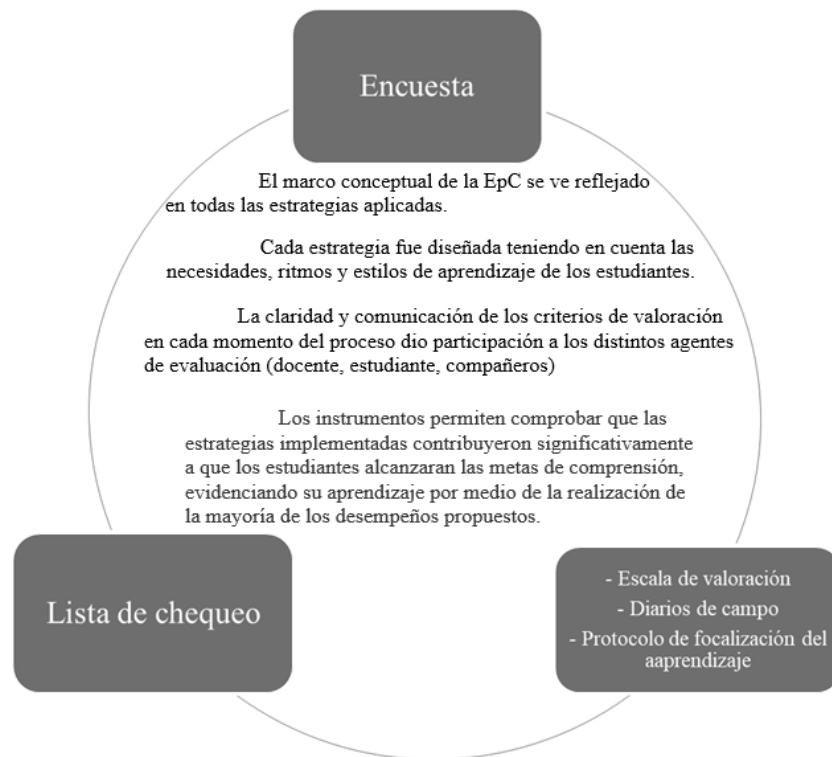 Encuesta
El marco conceptual de la EpC se ve reflejado
en todas las estrategias aplicadas.
Cada estrategia fue diseñada teniendo en cuenta las
necesidades, ritmos y estilos de aprendizaje de los estudiantes.
La claridad y comunicación de los criterios de valoración
en cada momento del proceso dio participación a los distintos agentes
de evaluación (docente, estudiante, compañeros)
Los instrumentos permiten comprobar que las
estrategias implementadas contribuyeron significativamente
a que los estudiantes alcanzaran las metas de comprensión,
evidenciando su aprendizaje por medio de la realización de
la mayoría de los desempeños propuestos.
Lista de chequeo
- Escala de valoración
- Diarios de campo
- Protocolo de focalización del
aaprendizaje